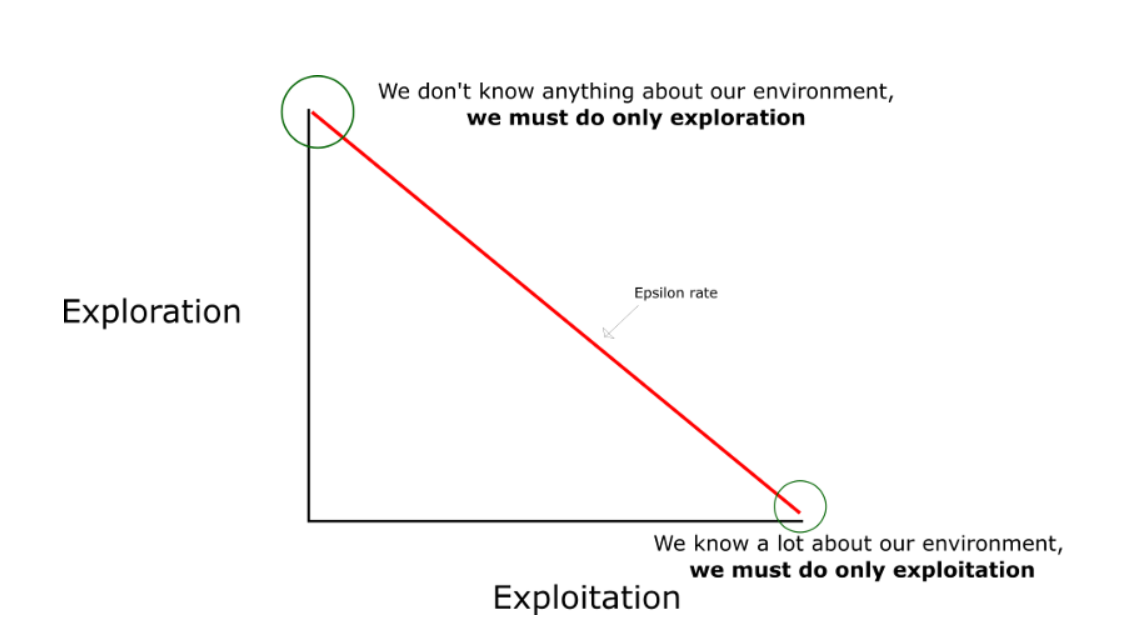 We don't know anything about our environment,
we must do only exploration
Epsilon rate
Exploration
We know a lot about our environment,
we must do only exploitation
Exploitation